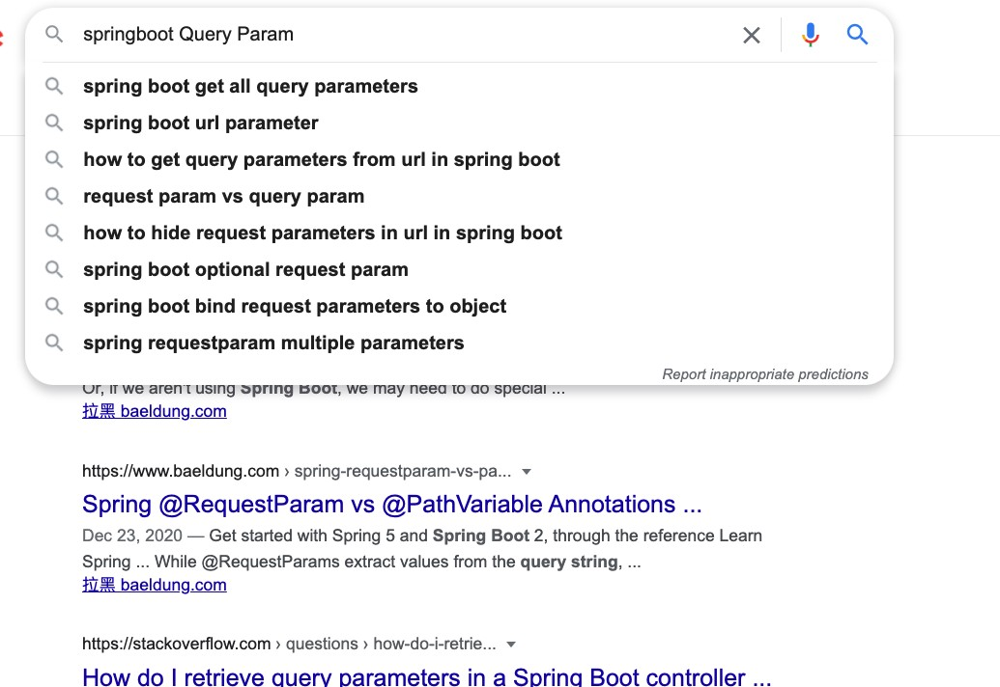 springboot Query Param
spring boot get all query parameters
spring boot url parameter
how to get query parameters from url in spring boot
request param vs query param
how to hide request parameters in url in spring boot
spring boot optional request param
spring boot bind request parameters to object
spring requestparam multiple parameters
Report inappropriate predictions
Or, if we aren't using Spring Boot, we may need to do special ...
拉黑 baeldung.com
https://www.baeldung.com › spring-requestparam-vs-pa...
Spring @RequestParam vs @PathVariable Annotations ...
Dec 23, 2020 — Get started with Spring 5 and Spring Boot 2, through the reference Learn
Spring ... While @RequestParams extract values from the query string, ...
拉黑 baeldung.com
https://stackoverflow.com › questions › how-do-i-retrie...
How do I retrieve query parameters in a Spring Boot controller ...